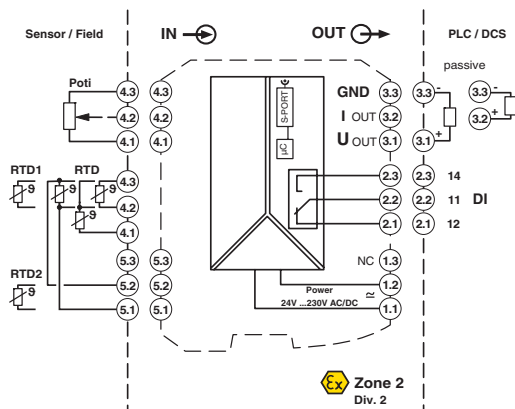 Sensor / Field IN OUT PLC / DCS
passive
Poti
4.3 4.3 GND 3.3 3.3 - 3.3 -
4.2 4.2 I OUT 3.2 3.2 +
4.1 4.1 U OUT 3.1 3.1 +
S-PORT
µC
RTD1 RTD
ϑ ϑ ϑ ϑ
4.3 2.3 2.3 14
4.2 2.2 2.2 11 DI
4.1 2.1 2.1 12
5.3 5.3 NC 1.3
RTD2
ϑ
5.2 5.2 Power 1.2
24V ...230V AC/DC ≂
5.1 5.1 1.1
Ex Zone 2
Div. 2